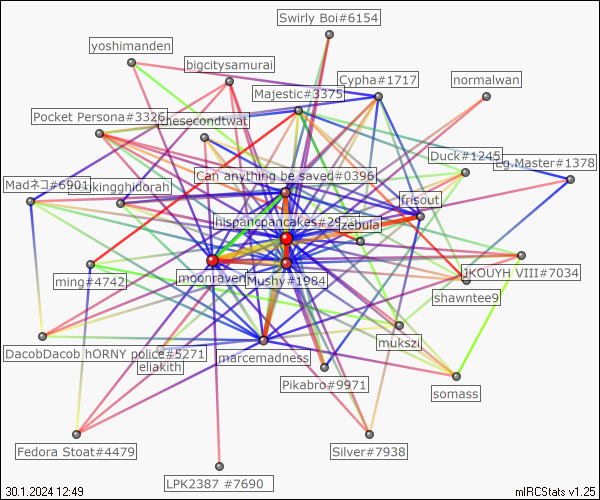 Swirly Boi#6154
yoshimanden
bigcitysamurai
Cypha#1717
normalwan
Majestic#3375
Pocket Persona#3326
thesecondtwat
Duck#1245
Eg.Master#1378
Can anything be saved#0396
Madネコ#6901
kingghidorah
frisout
hispancpancakes#29
zebula
moonraven
Mushy#1984
JKOUYH VIII#7034
ming#4742
shawntee9
mukszi
DacobDacob hORNY police#5271
marcemadness
eliakith
Pikabro#9971
somass
Fedora Stoat#4479
Silver#7938
LPK2387 #7690
30.1.2024 12:49
mIRCStats v1.25